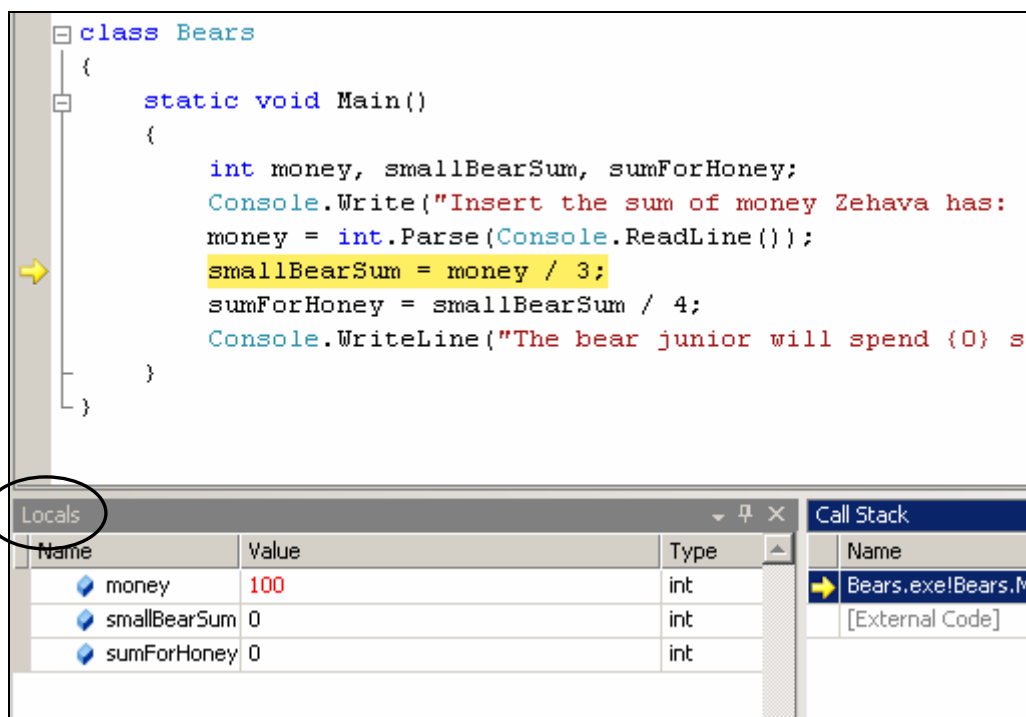 class Bears
{
static void Main()
{
int money, smallBearSum, sumForHoney;
Console.Write("Insert the sum of money Zehava has:
money = int.Parse(Console.ReadLine());
smallBearSum = money / 3;
sumForHoney = smallBearSum / 4;
Console.WriteLine("The bear junior will spend {0} s
}
}
Locals
Call Stack
Name Value Type
Name
money 100 int
Bears.exe!Bears.M
smallBearSum 0 int
[External Code]
sumForHoney 0 int